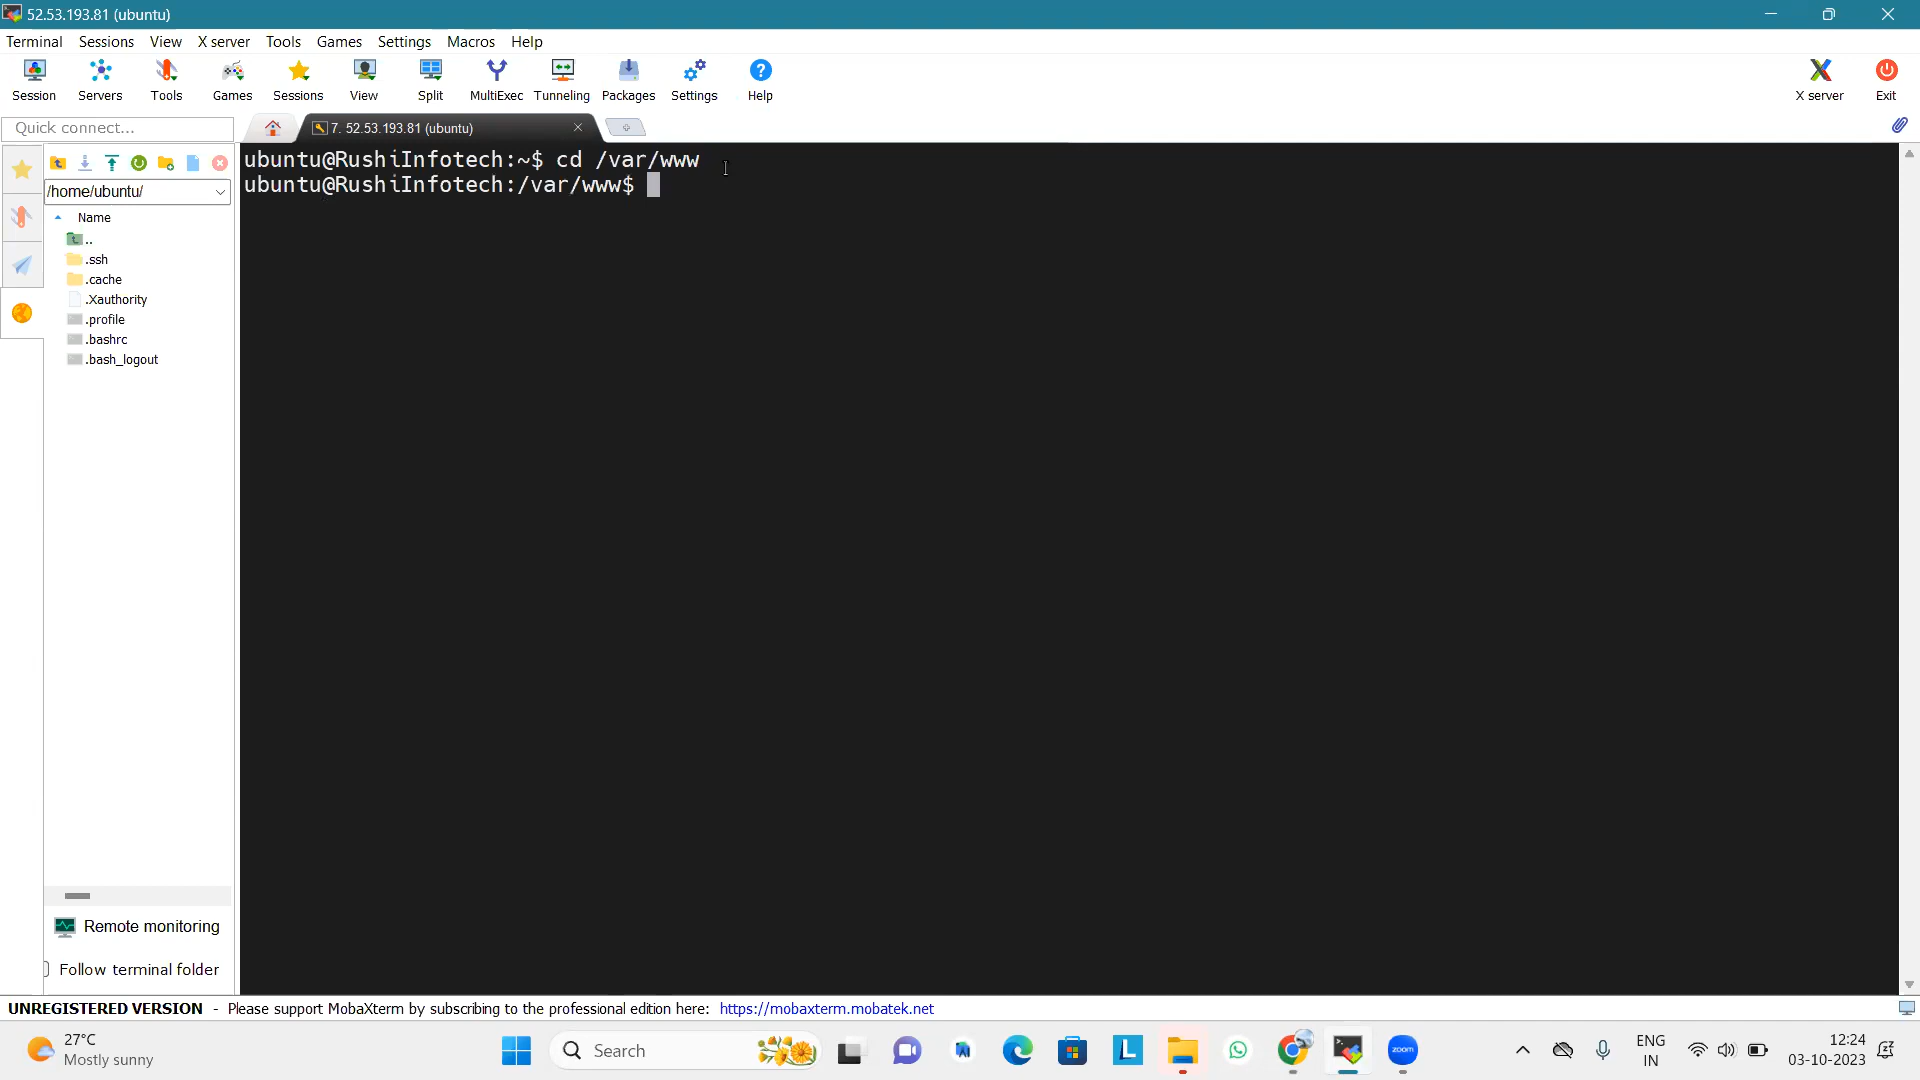 52.53.193.81 (ubuntu)
Terminal Sessions View X server Tools Games Settings Macros Help
Session Servers Tools Games Sessions View Split MultiExec Tunneling Packages Settings Help X server Exit
Quick connect...
7. 52.53.193.81 (ubuntu)
/home/ubuntu/
Name
..
.ssh
.cache
.Xauthority
.profile
.bashrc
.bash_logout
ubuntu@RushiInfotech:~$ cd /var/www
ubuntu@RushiInfotech:/var/www$
Remote monitoring
Follow terminal folder
UNREGISTERED VERSION - Please support MobaXterm by subscribing to the professional edition here: https://mobaxterm.mobatek.net
27°C
Mostly sunny
Search
L
zoom
ENG
IN
12:24
03-10-2023